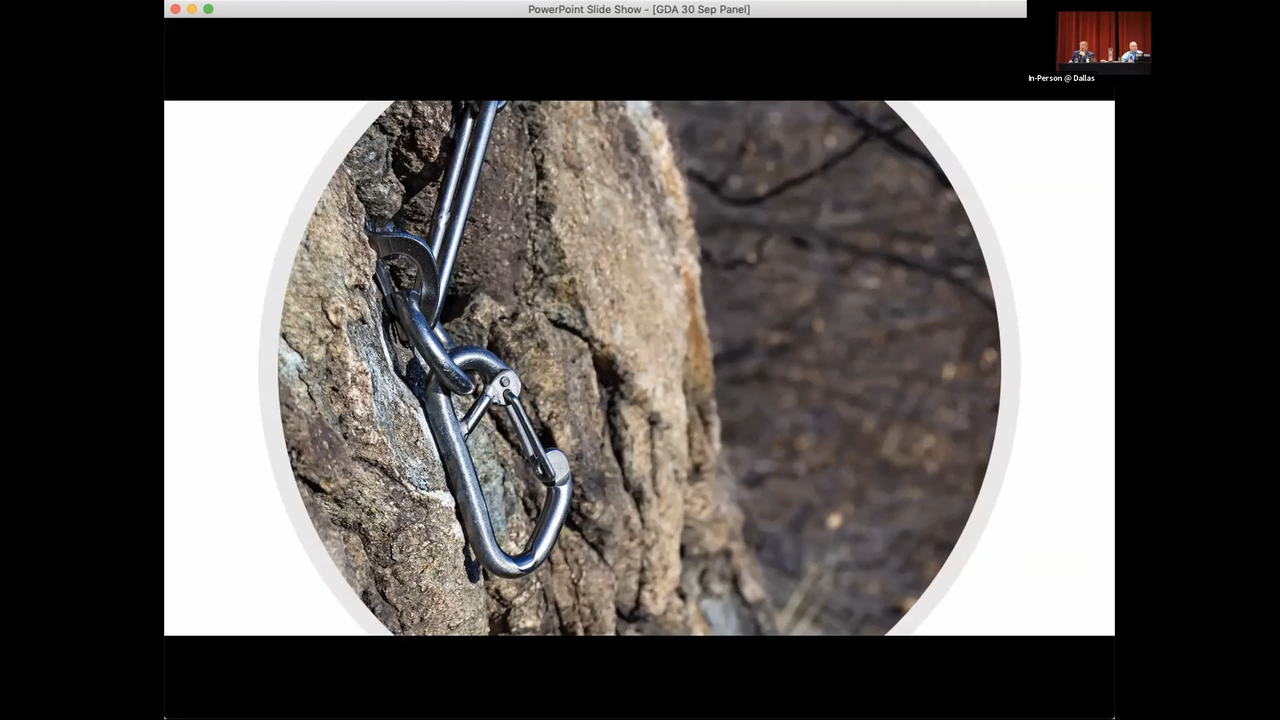 PowerPoint Slide Show - [GDA 30 Sep Panel]
In-Person @ Dallas